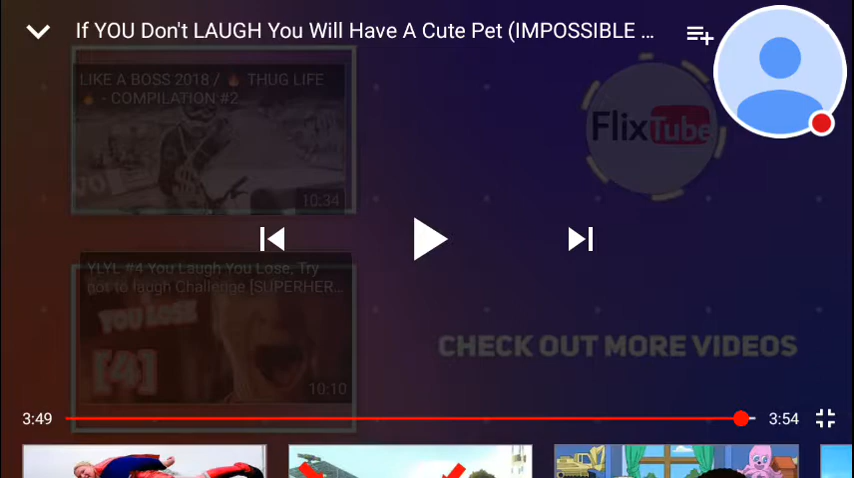 If YOU Don't LAUGH You Will Have A Cute Pet (IMPOSSIBLE ...
LIKE A BOSS 2018 / 🔥 THUG LIFE
🔥 - COMPILATION #2
FlixTube
10:34
YLYL #4 You Laugh You Lose, Try
not to laugh Challenge [SUPERHER...
YOU LOSE
[4]
10:10
CHECK OUT MORE VIDEOS
3:49
3:54